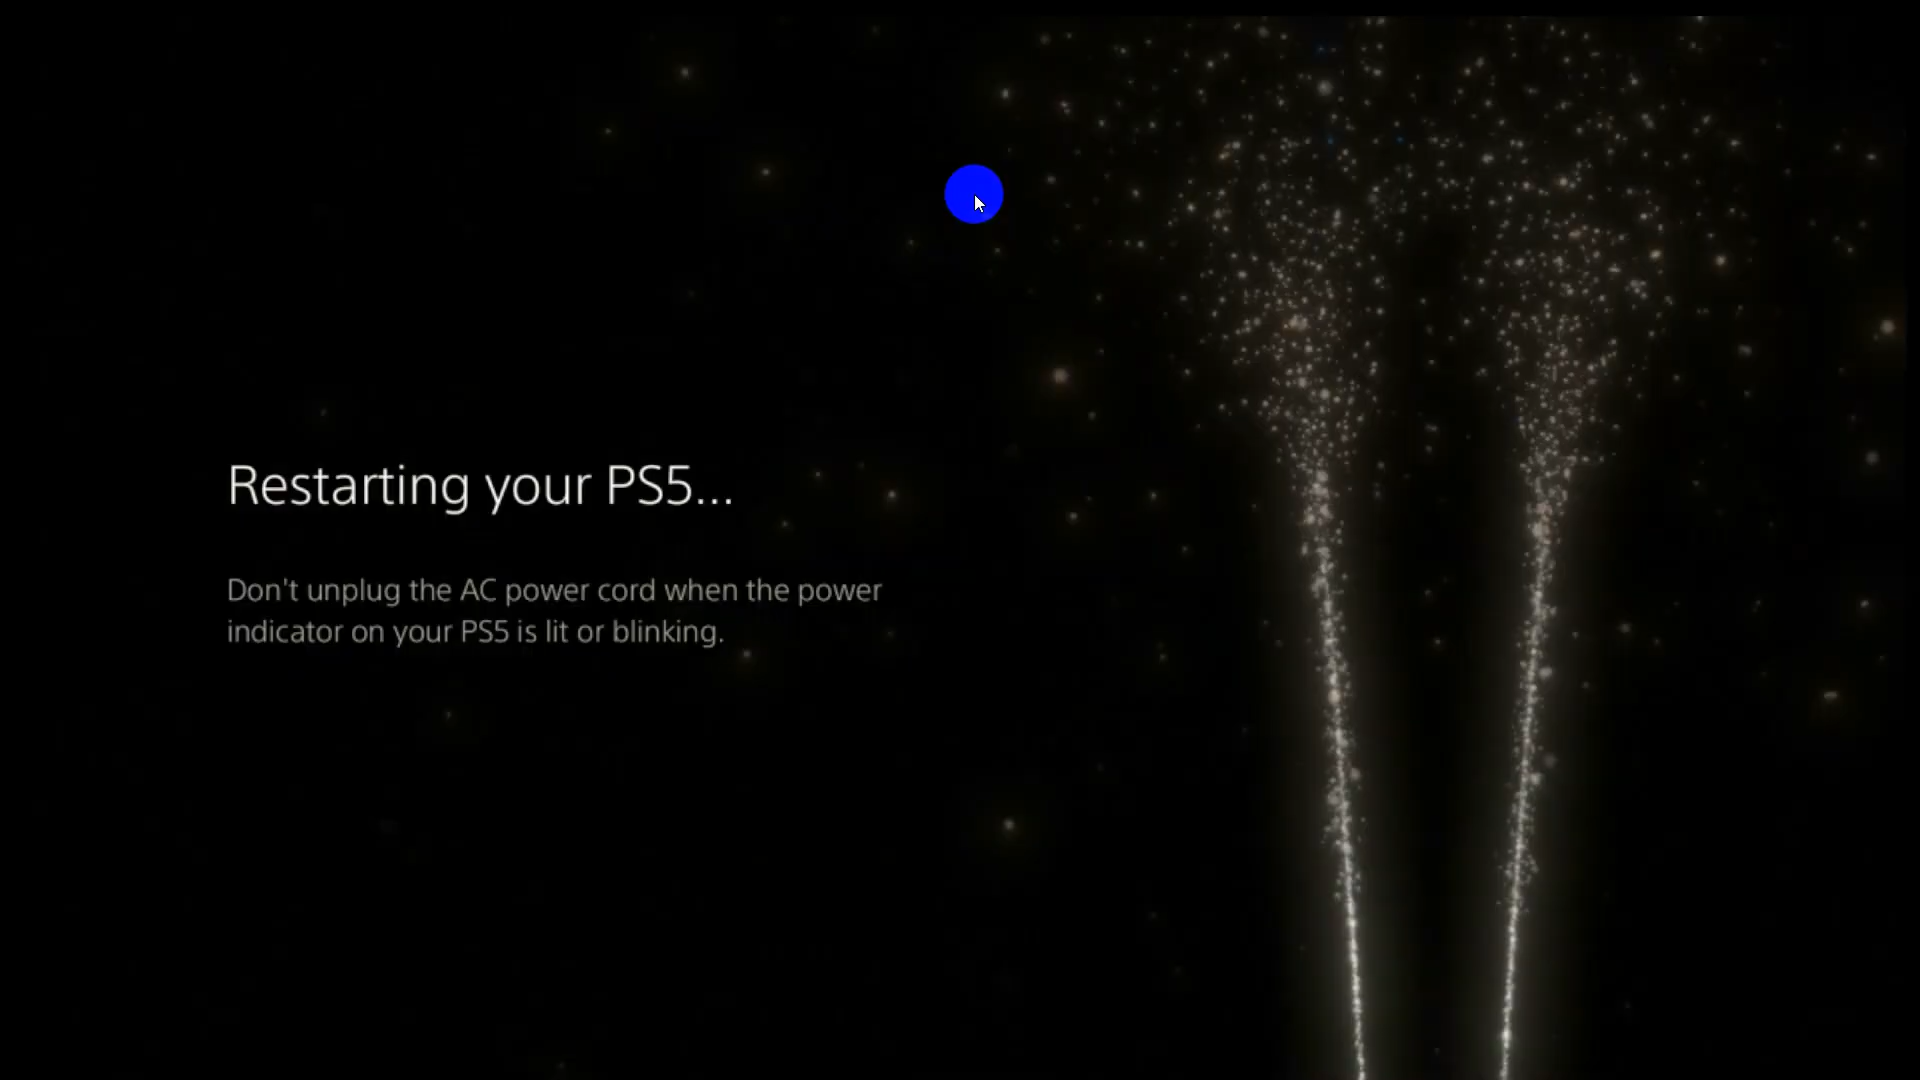 Restarting your PS5...
Don't unplug the AC power cord when the power
indicator on your PS5 is lit or blinking.